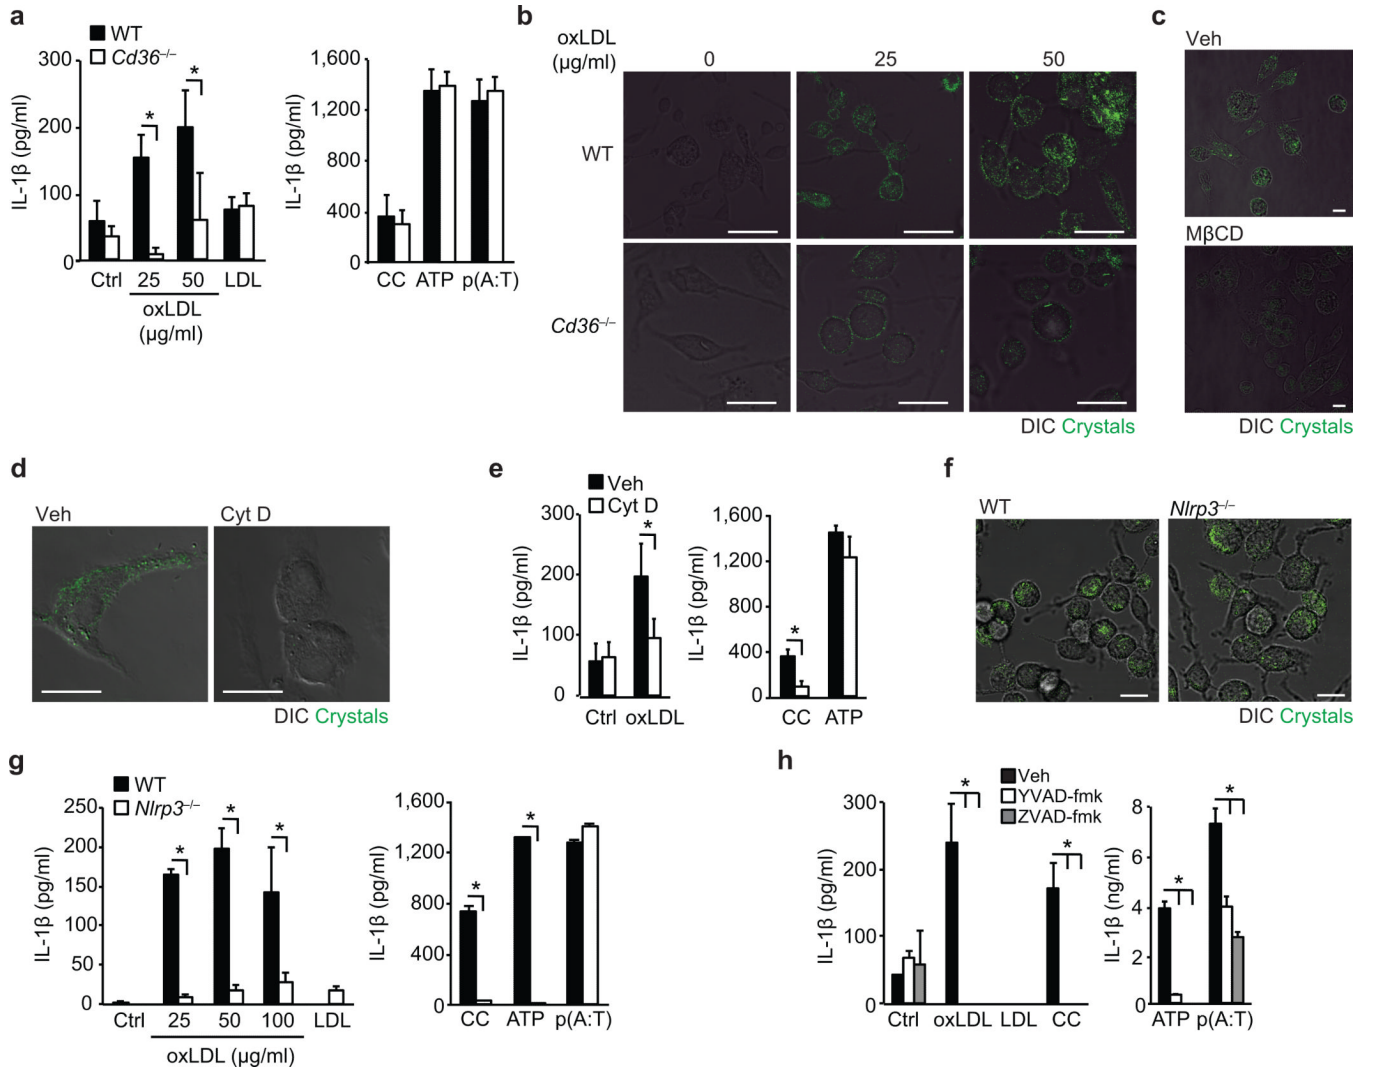 a
WT
Cd36–/–
300
200
100
0
IL-1β (pg/ml)
*
*
Ctrl 25 50 LDL
oxLDL
(μg/ml)
1,600
1,200
800
400
0
IL-1β (pg/ml)
CC ATP p(A:T)
b
oxLDL
(μg/ml)
0 25 50
WT
Cd36–/–
DIC Crystals
c
Veh
MβCD
DIC Crystals
d
Veh Cyt D
DIC Crystals
e
Veh
Cyt D
300
200
100
0
IL-1β (pg/ml)
*
Ctrl oxLDL
1,600
1,200
800
400
0
IL-1β (pg/ml)
*
CC ATP
f
WT Nlrp3–/–
DIC Crystals
g
WT
Nlrp3–/–
250
200
150
100
50
0
IL-1β (pg/ml)
*
*
*
Ctrl 25 50 100 LDL
oxLDL (μg/ml)
1,600
1,200
800
400
0
IL-1β (pg/ml)
*
*
CC ATP p(A:T)
h
Veh
YVAD-fmk
ZVAD-fmk
300
200
100
0
IL-1β (pg/ml)
*
*
Ctrl oxLDL LDL CC
8
6
4
2
0
IL-1β (ng/ml)
*
*
ATP p(A:T)